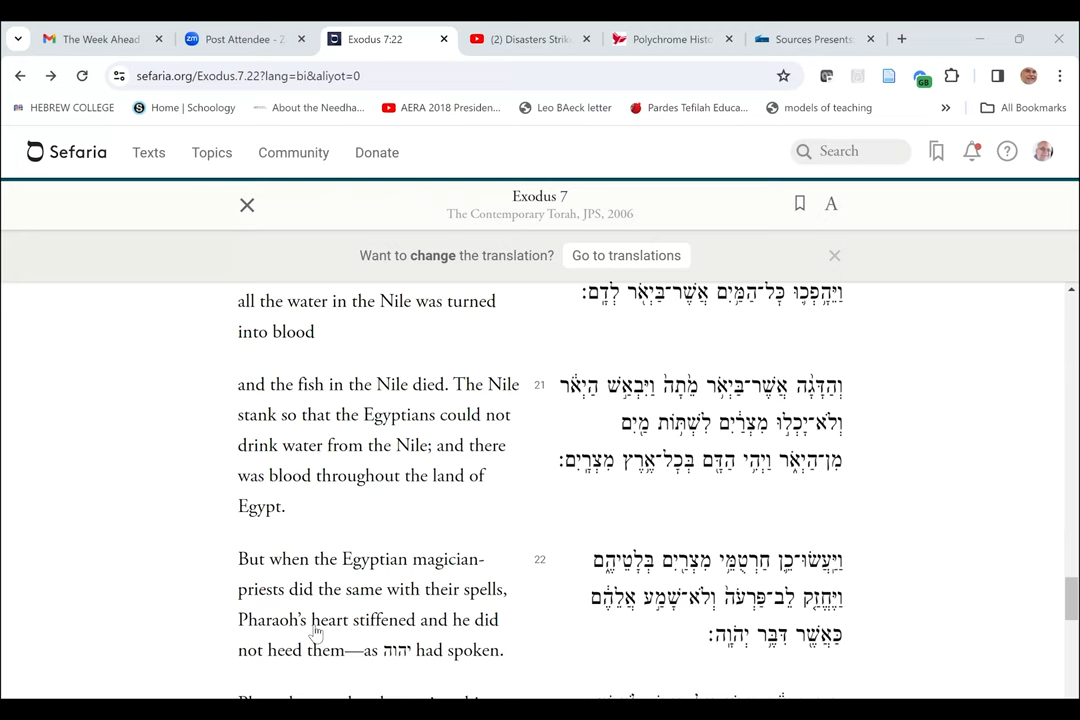 The Week Ahead
Post Attendee - Z
Exodus 7:22
(2) Disasters Strik
Polychrome Histo
Sources Presents:
sefaria.org/Exodus.7.22?lang=bi&aliyot=0
GB
HEBREW COLLEGE
Home | Schoology
About the Needha...
AERA 2018 Presiden...
Leo BAeck letter
Pardes Tefilah Educa...
models of teaching
»
All Bookmarks
Sefaria
Texts
Topics
Community
Donate
Search
Exodus 7
The Contemporary Torah, JPS, 2006
A
Want to change the translation?
Go to translations
all the water in the Nile was turned
into blood
וַיֵּהָפְכ֛וּ כׇּל־הַמַּ֥יִם אֲשֶׁר־בַּיְאֹ֖ר לְדָֽם׃
and the fish in the Nile died. The Nile
stank so that the Egyptians could not
drink water from the Nile; and there
was blood throughout the land of
Egypt.
21
וְהַדָּגָ֨ה אֲשֶׁר־בַּיְאֹ֥ר מֵ֙תָה֙ וַיִּבְאַ֣שׁ הַיְאֹ֔ר
וְלֹא־יָכְל֣וּ מִצְרַ֔יִם לִשְׁתּ֥וֹת מַ֖יִם
מִן־הַיְאֹ֑ר וַיְהִ֥י הַדָּ֖ם בְּכׇל־אֶ֥רֶץ מִצְרָֽיִם׃
But when the Egyptian magician-
priests did the same with their spells,
Pharaoh’s heart stiffened and he did
not heed them—as יהוה had spoken.
22
וַיַּֽעֲשׂוּ־כֵ֛ן חַרְטֻמֵּ֥י מִצְרַ֖יִם בְּלָטֵיהֶ֑ם
וַיֶּחֱזַ֤ק לֵב־פַּרְעֹה֙ וְלֹא־שָׁמַ֣ע אֲלֵהֶ֔ם
כַּאֲשֶׁ֖ר דִּבֶּ֥ר יְהֹוָֽה׃